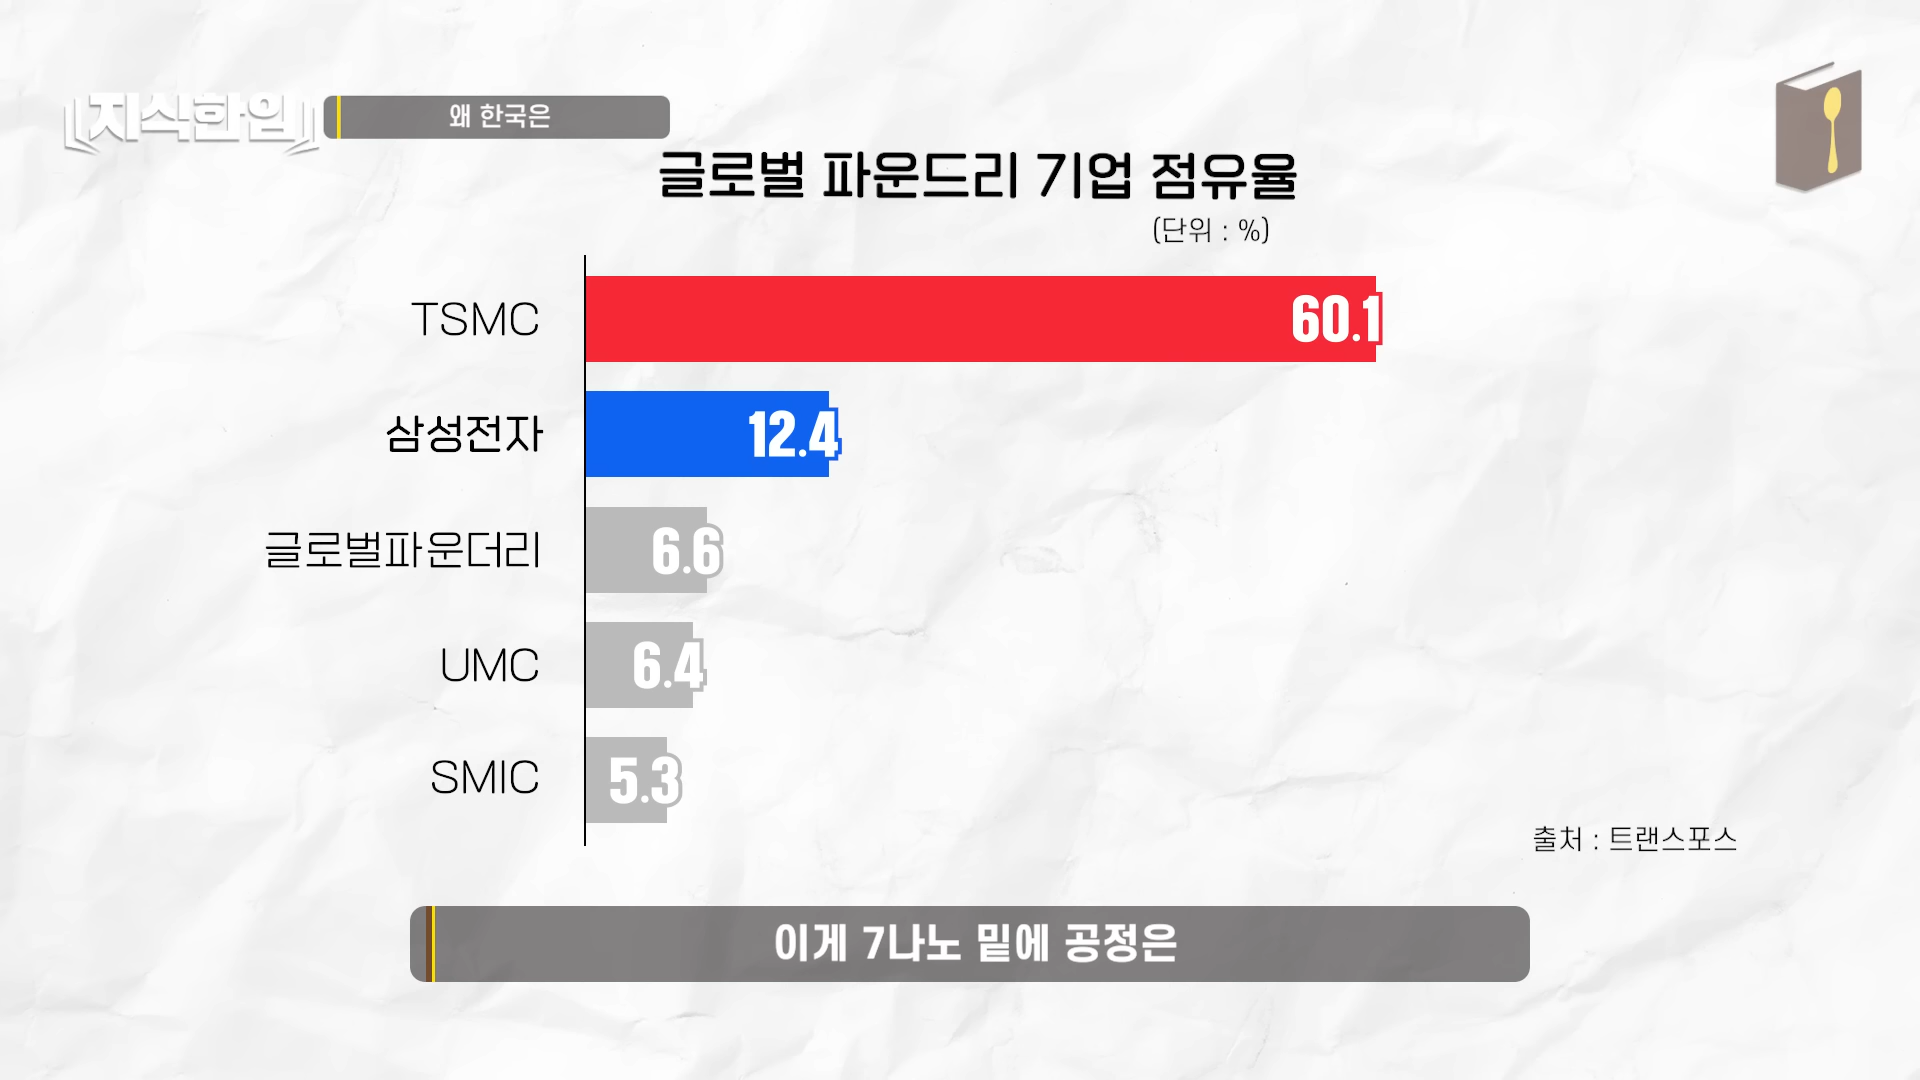 지식한입
왜 한국은
글로벌 파운드리 기업 점유율
(단위 : %)
TSMC 60.1
삼성전자 12.4
글로벌파운더리 6.6
UMC 6.4
SMIC 5.3
출처 : 트랜스포스
이게 7나노 밑에 공정은